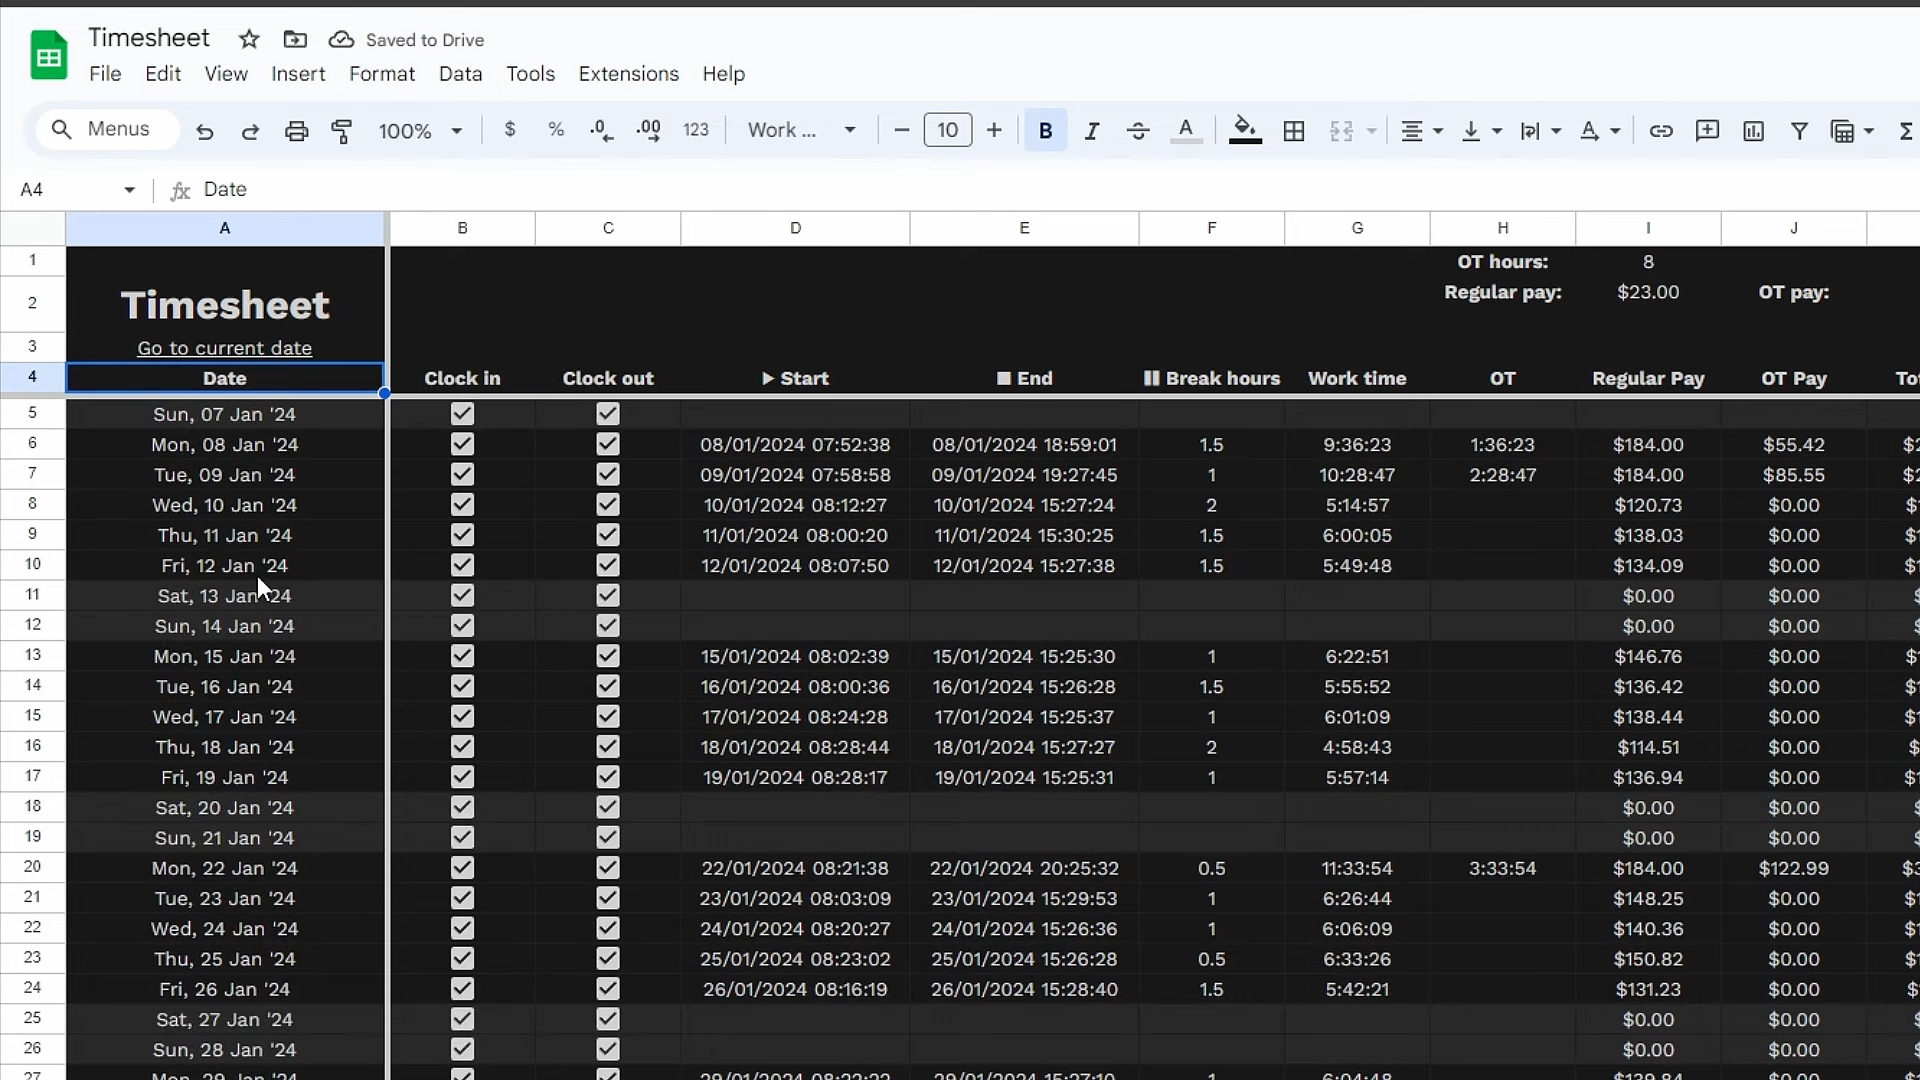 Timesheet Saved to Drive
File Edit View Insert Format Data Tools Extensions Help
Menus 100% $ % .0 .00 123 Work ... 10 B I A Σ
A4 fx Date
A B C D E F G H I J
1 OT hours: 8
2 Timesheet Regular pay: $23.00 OT pay:
3 Go to current date
4 Date Clock in Clock out Start End Break hours Work time OT Regular Pay OT Pay
5 Sun, 07 Jan '24
6 Mon, 08 Jan '24 08/01/2024 07:52:38 08/01/2024 18:59:01 1.5 9:36:23 1:36:23 $184.00 $55.42
7 Tue, 09 Jan '24 09/01/2024 07:58:58 09/01/2024 19:27:45 1 10:28:47 2:28:47 $184.00 $85.55
8 Wed, 10 Jan '24 10/01/2024 08:12:27 10/01/2024 15:27:24 2 5:14:57 $120.73 $0.00
9 Thu, 11 Jan '24 11/01/2024 08:00:20 11/01/2024 15:30:25 1.5 6:00:05 $138.03 $0.00
10 Fri, 12 Jan '24 12/01/2024 08:07:50 12/01/2024 15:27:38 1.5 5:49:48 $134.09 $0.00
11 Sat, 13 Jan '24 $0.00 $0.00
12 Sun, 14 Jan '24 $0.00 $0.00
13 Mon, 15 Jan '24 15/01/2024 08:02:39 15/01/2024 15:25:30 1 6:22:51 $146.76 $0.00
14 Tue, 16 Jan '24 16/01/2024 08:00:36 16/01/2024 15:26:28 1.5 5:55:52 $136.42 $0.00
15 Wed, 17 Jan '24 17/01/2024 08:24:28 17/01/2024 15:25:37 1 6:01:09 $138.44 $0.00
16 Thu, 18 Jan '24 18/01/2024 08:28:44 18/01/2024 15:27:27 2 4:58:43 $114.51 $0.00
17 Fri, 19 Jan '24 19/01/2024 08:28:17 19/01/2024 15:25:31 1 5:57:14 $136.94 $0.00
18 Sat, 20 Jan '24 $0.00 $0.00
19 Sun, 21 Jan '24 $0.00 $0.00
20 Mon, 22 Jan '24 22/01/2024 08:21:38 22/01/2024 20:25:32 0.5 11:33:54 3:33:54 $184.00 $122.99
21 Tue, 23 Jan '24 23/01/2024 08:03:09 23/01/2024 15:29:53 1 6:26:44 $148.25 $0.00
22 Wed, 24 Jan '24 24/01/2024 08:20:27 24/01/2024 15:26:36 1 6:06:09 $140.36 $0.00
23 Thu, 25 Jan '24 25/01/2024 08:23:02 25/01/2024 15:26:28 0.5 6:33:26 $150.82 $0.00
24 Fri, 26 Jan '24 26/01/2024 08:16:19 26/01/2024 15:28:40 1.5 5:42:21 $131.23 $0.00
25 Sat, 27 Jan '24 $0.00 $0.00
26 Sun, 28 Jan '24 $0.00 $0.00